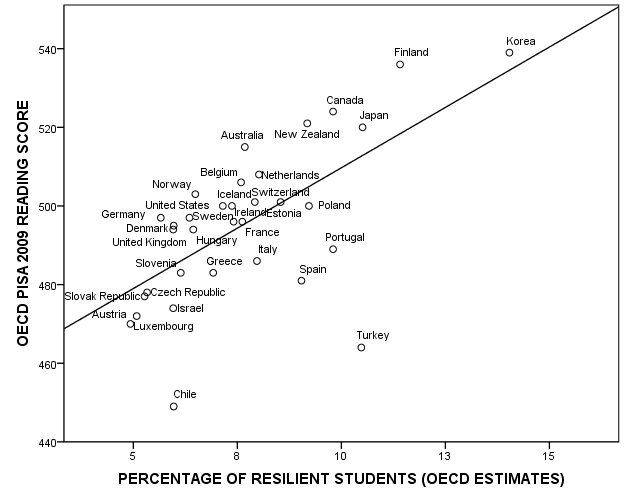 OECD PISA 2009 READING SCORE
540
520
500
480
460
440
Korea
Finland
Canada
Japan
New Zealand
Australia
Belgium
Netherlands
Norway
Iceland
Switzerland
United States
Poland
Germany
Sweden
Ireland
Estonia
Denmark
France
United Kingdom
Hungary
Portugal
Italy
Slovenia
Greece
Spain
Slovak Republic
Czech Republic
Israel
Austria
Luxembourg
Turkey
Chile
5
8
10
13
15
PERCENTAGE OF RESILIENT STUDENTS (OECD ESTIMATES)